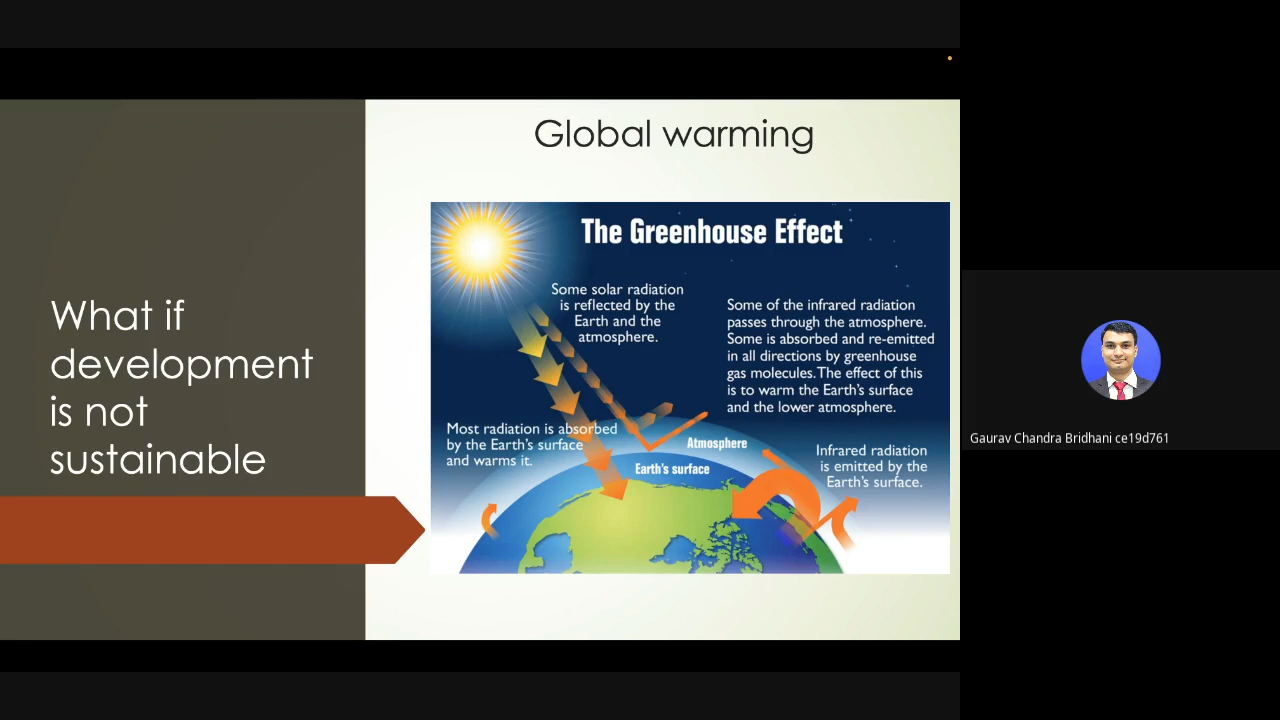 Global warming
What if
development
is not
sustainable
The Greenhouse Effect
Some solar radiation
is reflected by the
Earth and the
atmosphere.
Some of the infrared radiation
passes through the atmosphere.
Some is absorbed and re-emitted
in all directions by greenhouse
gas molecules. The effect of this
is to warm the Earth's surface
and the lower atmosphere.
Most radiation is absorbed
by the Earth's surface
and warms it.
Atmosphere
Earth's surface
Infrared radiation
is emitted by the
Earth's surface.
Gaurav Chandra Bridhani ce19d761